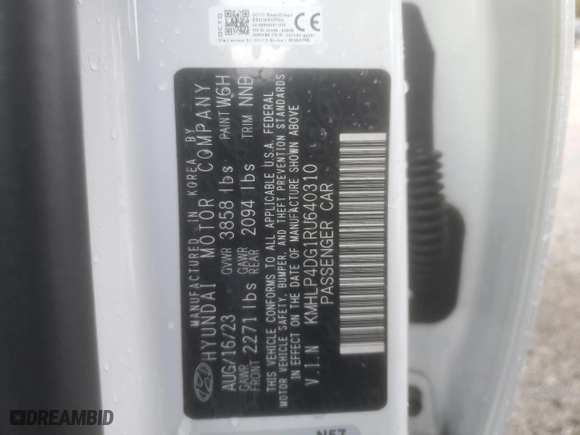 OCTO
MANUFACTURED IN KOREA BY
HYUNDAI MOTOR COMPANY
AUG/16/23 GVWR 3858 lbs PAINT W6H
GAWR FRONT 2271 lbs GAWR REAR 2094 lbs TRIM NNB
THIS VEHICLE CONFORMS TO ALL APPLICABLE U.S.A. FEDERAL
MOTOR VEHICLE SAFETY, BUMPER, AND THEFT PREVENTION STANDARDS
IN EFFECT ON THE DATE OF MANUFACTURE SHOWN ABOVE
V.I.N KMHLP4DG1RU640310
PASSENGER CAR
DREAMBID